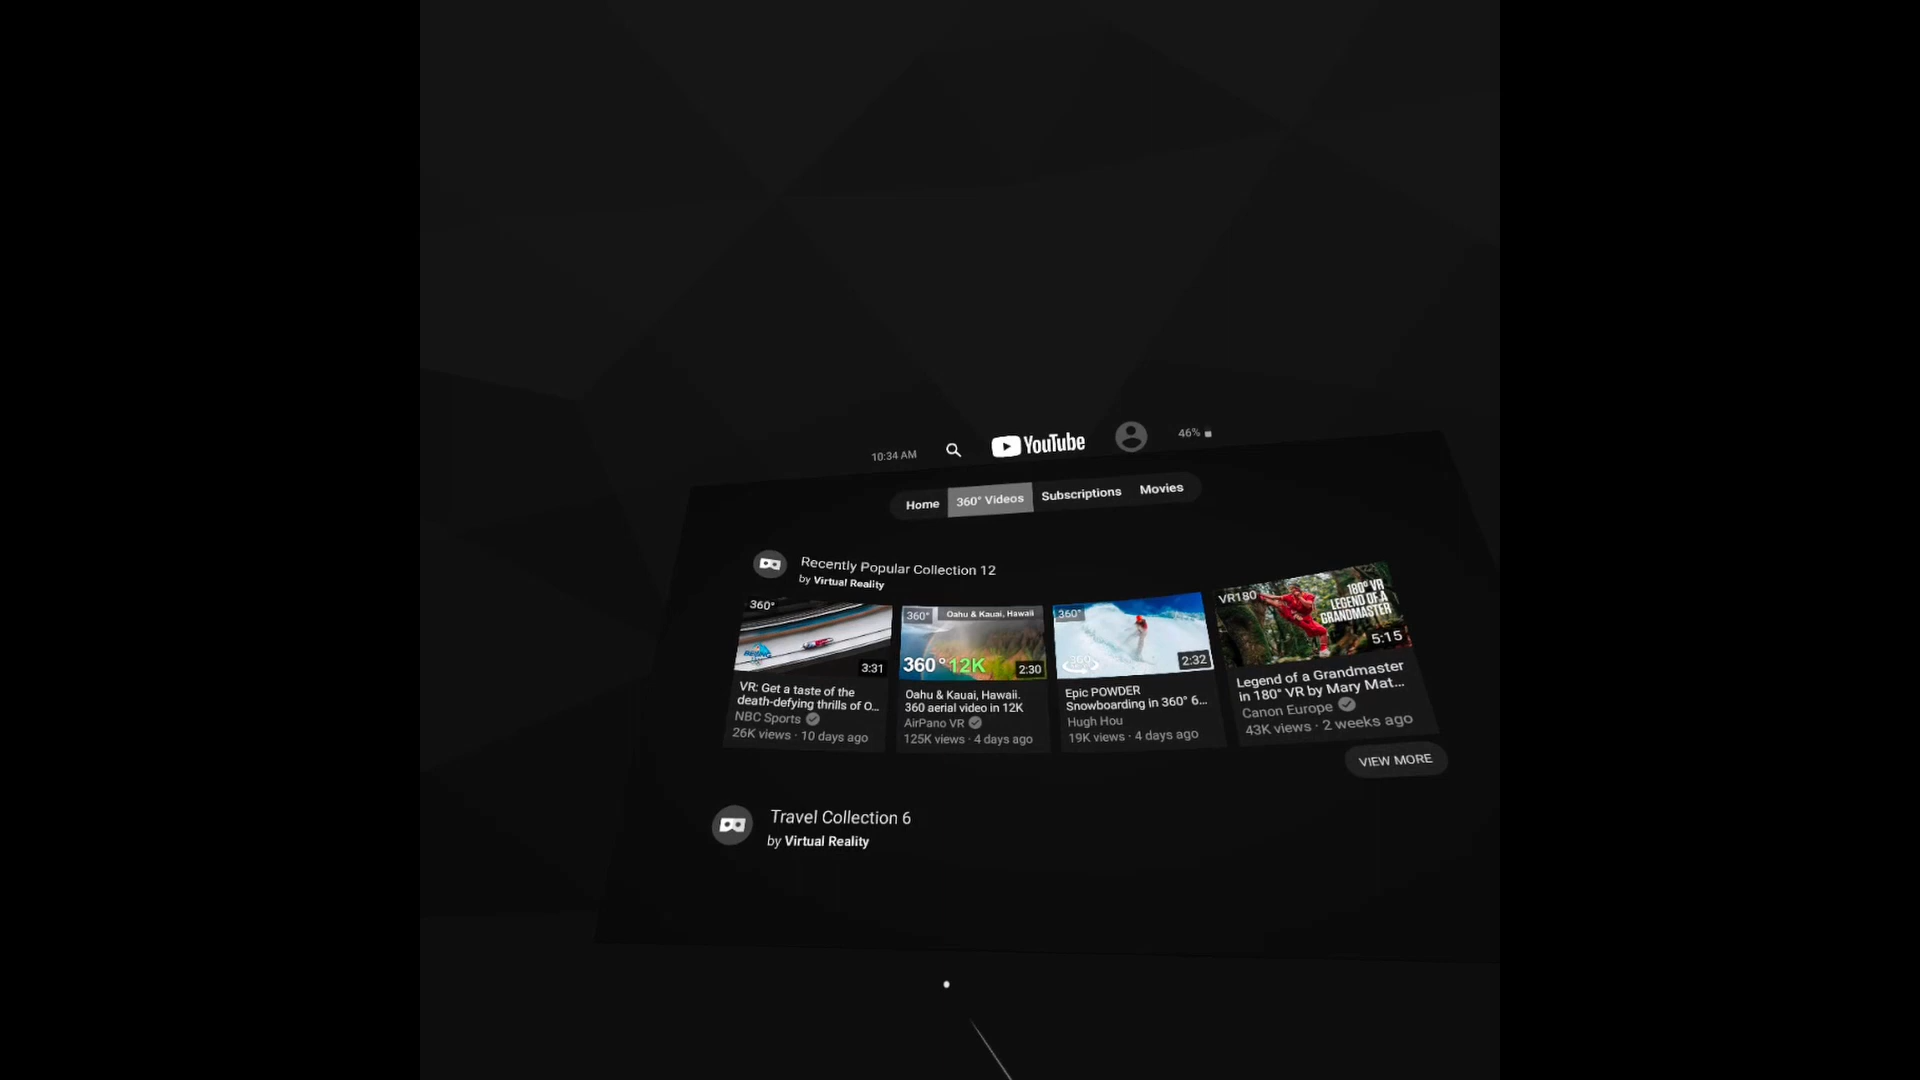 10:34 AM
YouTube
46%
Home
360° Videos
Subscriptions
Movies
Recently Popular Collection 12
by Virtual Reality
360°
3:31
VR: Get a taste of the
death-defying thrills of O...
NBC Sports
26K views · 10 days ago
360°
Oahu & Kauai, Hawaii
360° 12K
2:30
Oahu & Kauai, Hawaii.
360 aerial video in 12K
AirPano VR
125K views · 4 days ago
360°
360
2:32
Epic POWDER
Snowboarding in 360° 6...
Hugh Hou
19K views · 4 days ago
VR180
180° VR
LEGEND OF A
GRANDMASTER
5:15
Legend of a Grandmaster
in 180° VR by Mary Mat...
Canon Europe
43K views · 2 weeks ago
VIEW MORE
Travel Collection 6
by Virtual Reality